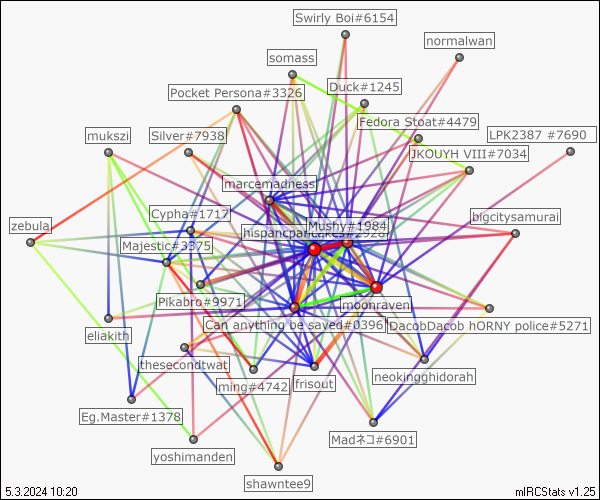 Swirly Boi#6154
normalwan
somass
Duck#1245
Pocket Persona#3326
Fedora Stoat#4479
LPK2387 #7690
mukszi
Silver#7938
JKOUYH VIII#7034
marcemadness
zebula
Cypha#1717
bigcitysamurai
Mushy#1984
Majestic#3375
Pikabro#9971
moonraven
Can anything be saved#0396
DacobDacob hORNY police#5271
eliakith
thesecondtwat
neokingghidorah
ming#4742
frisout
Eg.Master#1378
Madネコ#6901
yoshimanden
shawntee9
5.3.2024 10:20
mIRCStats v1.25